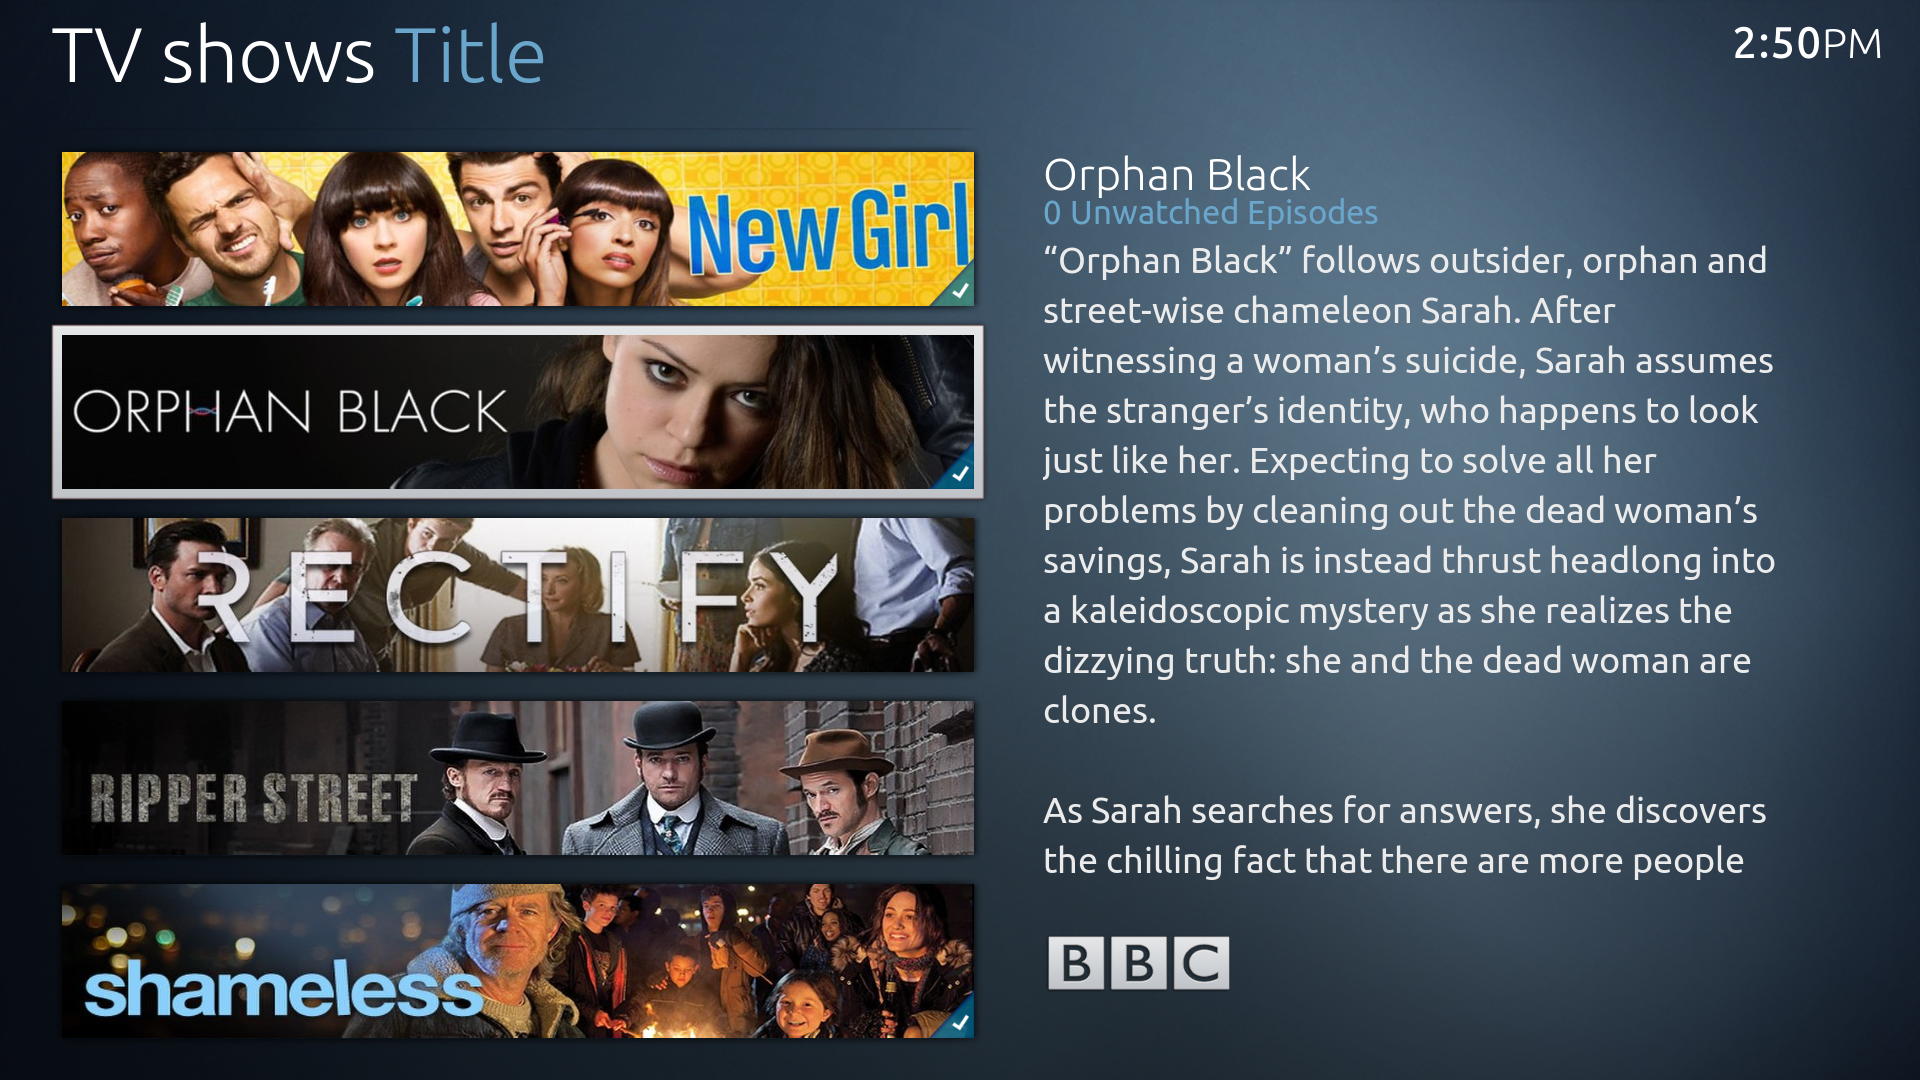 TV shows Title
2:50PM
New Girl
ORPHAN BLACK
RECTIFY
RIPPER STREET
shameless
Orphan Black
0 Unwatched Episodes
“Orphan Black” follows outsider, orphan and
street-wise chameleon Sarah. After
witnessing a woman’s suicide, Sarah assumes
the stranger’s identity, who happens to look
just like her. Expecting to solve all her
problems by cleaning out the dead woman’s
savings, Sarah is instead thrust headlong into
a kaleidoscopic mystery as she realizes the
dizzying truth: she and the dead woman are
clones.
As Sarah searches for answers, she discovers
the chilling fact that there are more people
BBC